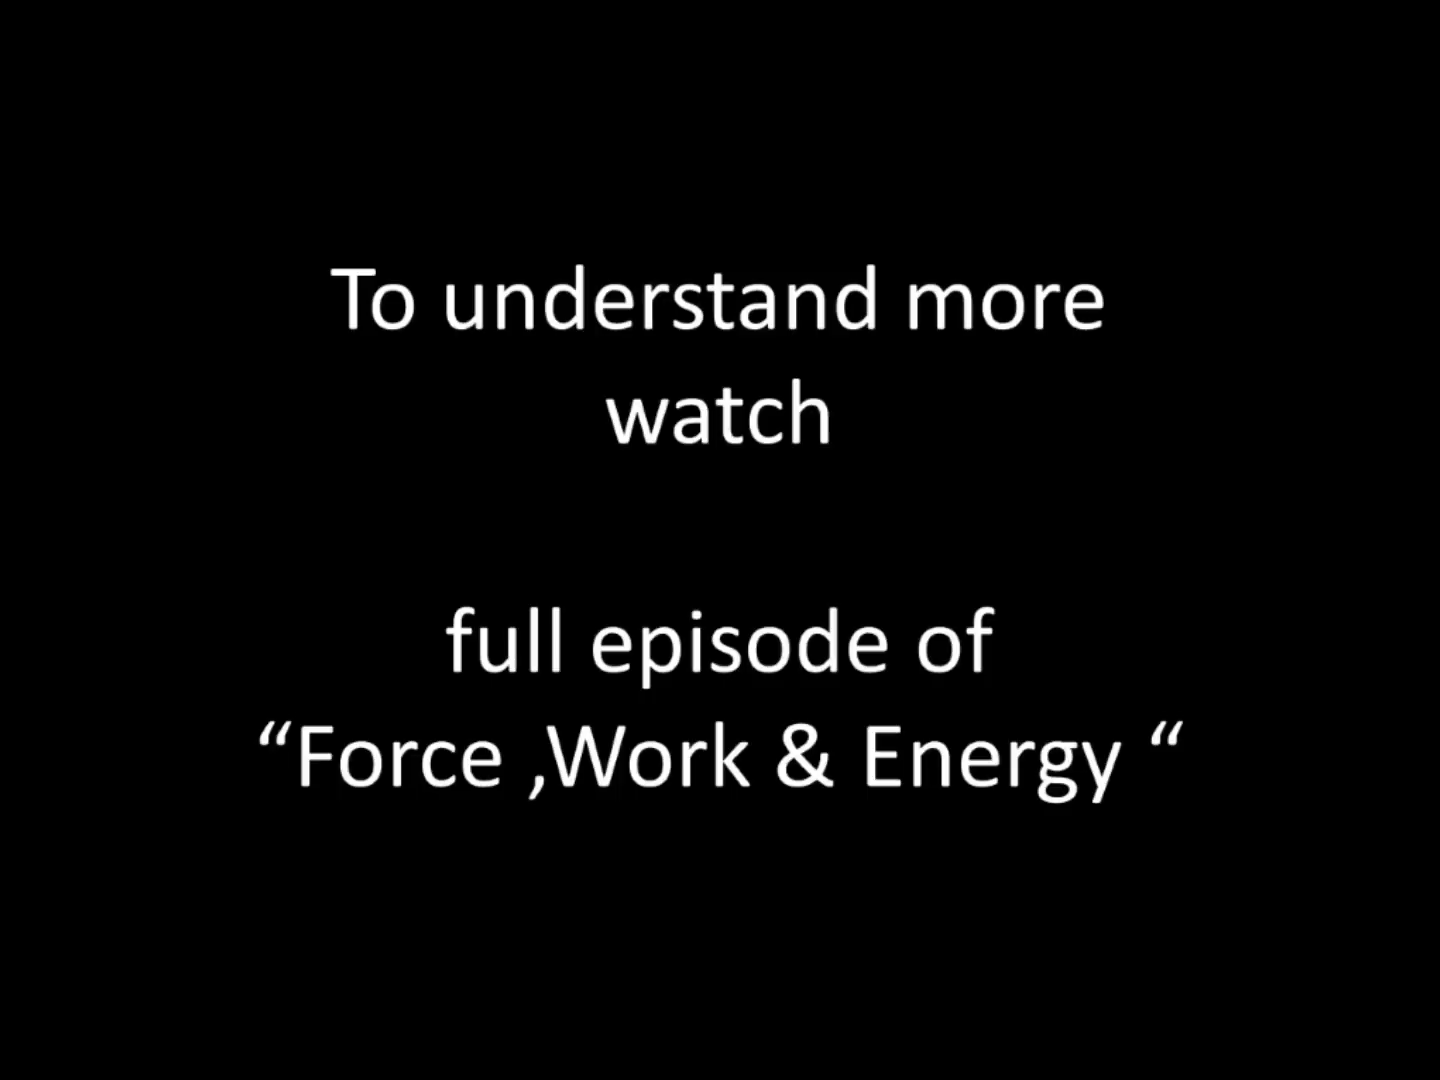 To understand more
watch
full episode of
“Force ,Work & Energy “